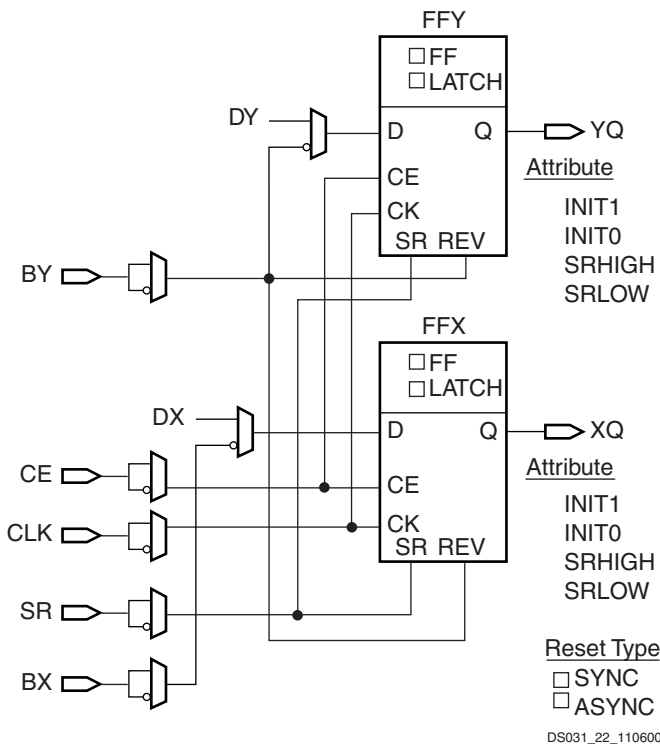 FFY
FF
LATCH
DY
D
Q
YQ
CE
Attribute
CK
INIT1
SR REV
INIT0
SRHIGH
BY
SRLOW
FFX
FF
LATCH
DX
D
Q
XQ
CE
CE
Attribute
CLK
CK
INIT1
SR REV
INIT0
SRHIGH
SR
SRLOW
Reset Type
BX
SYNC
ASYNC
DS031_22_110600